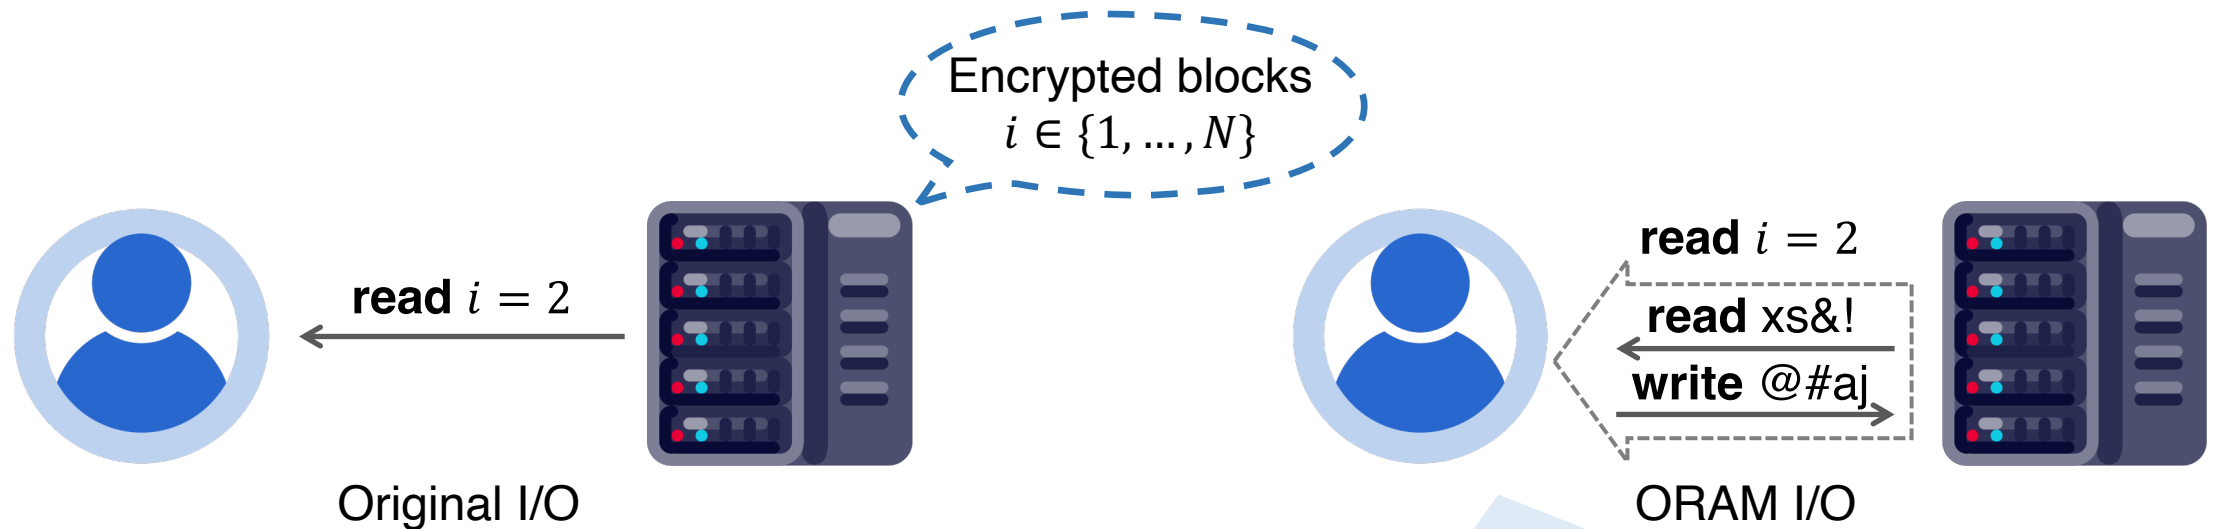 Encrypted blocks
i ∈ {1, … , N}
read i = 2
Original I/O
read i = 2
read xs&!
write @#aj
ORAM I/O